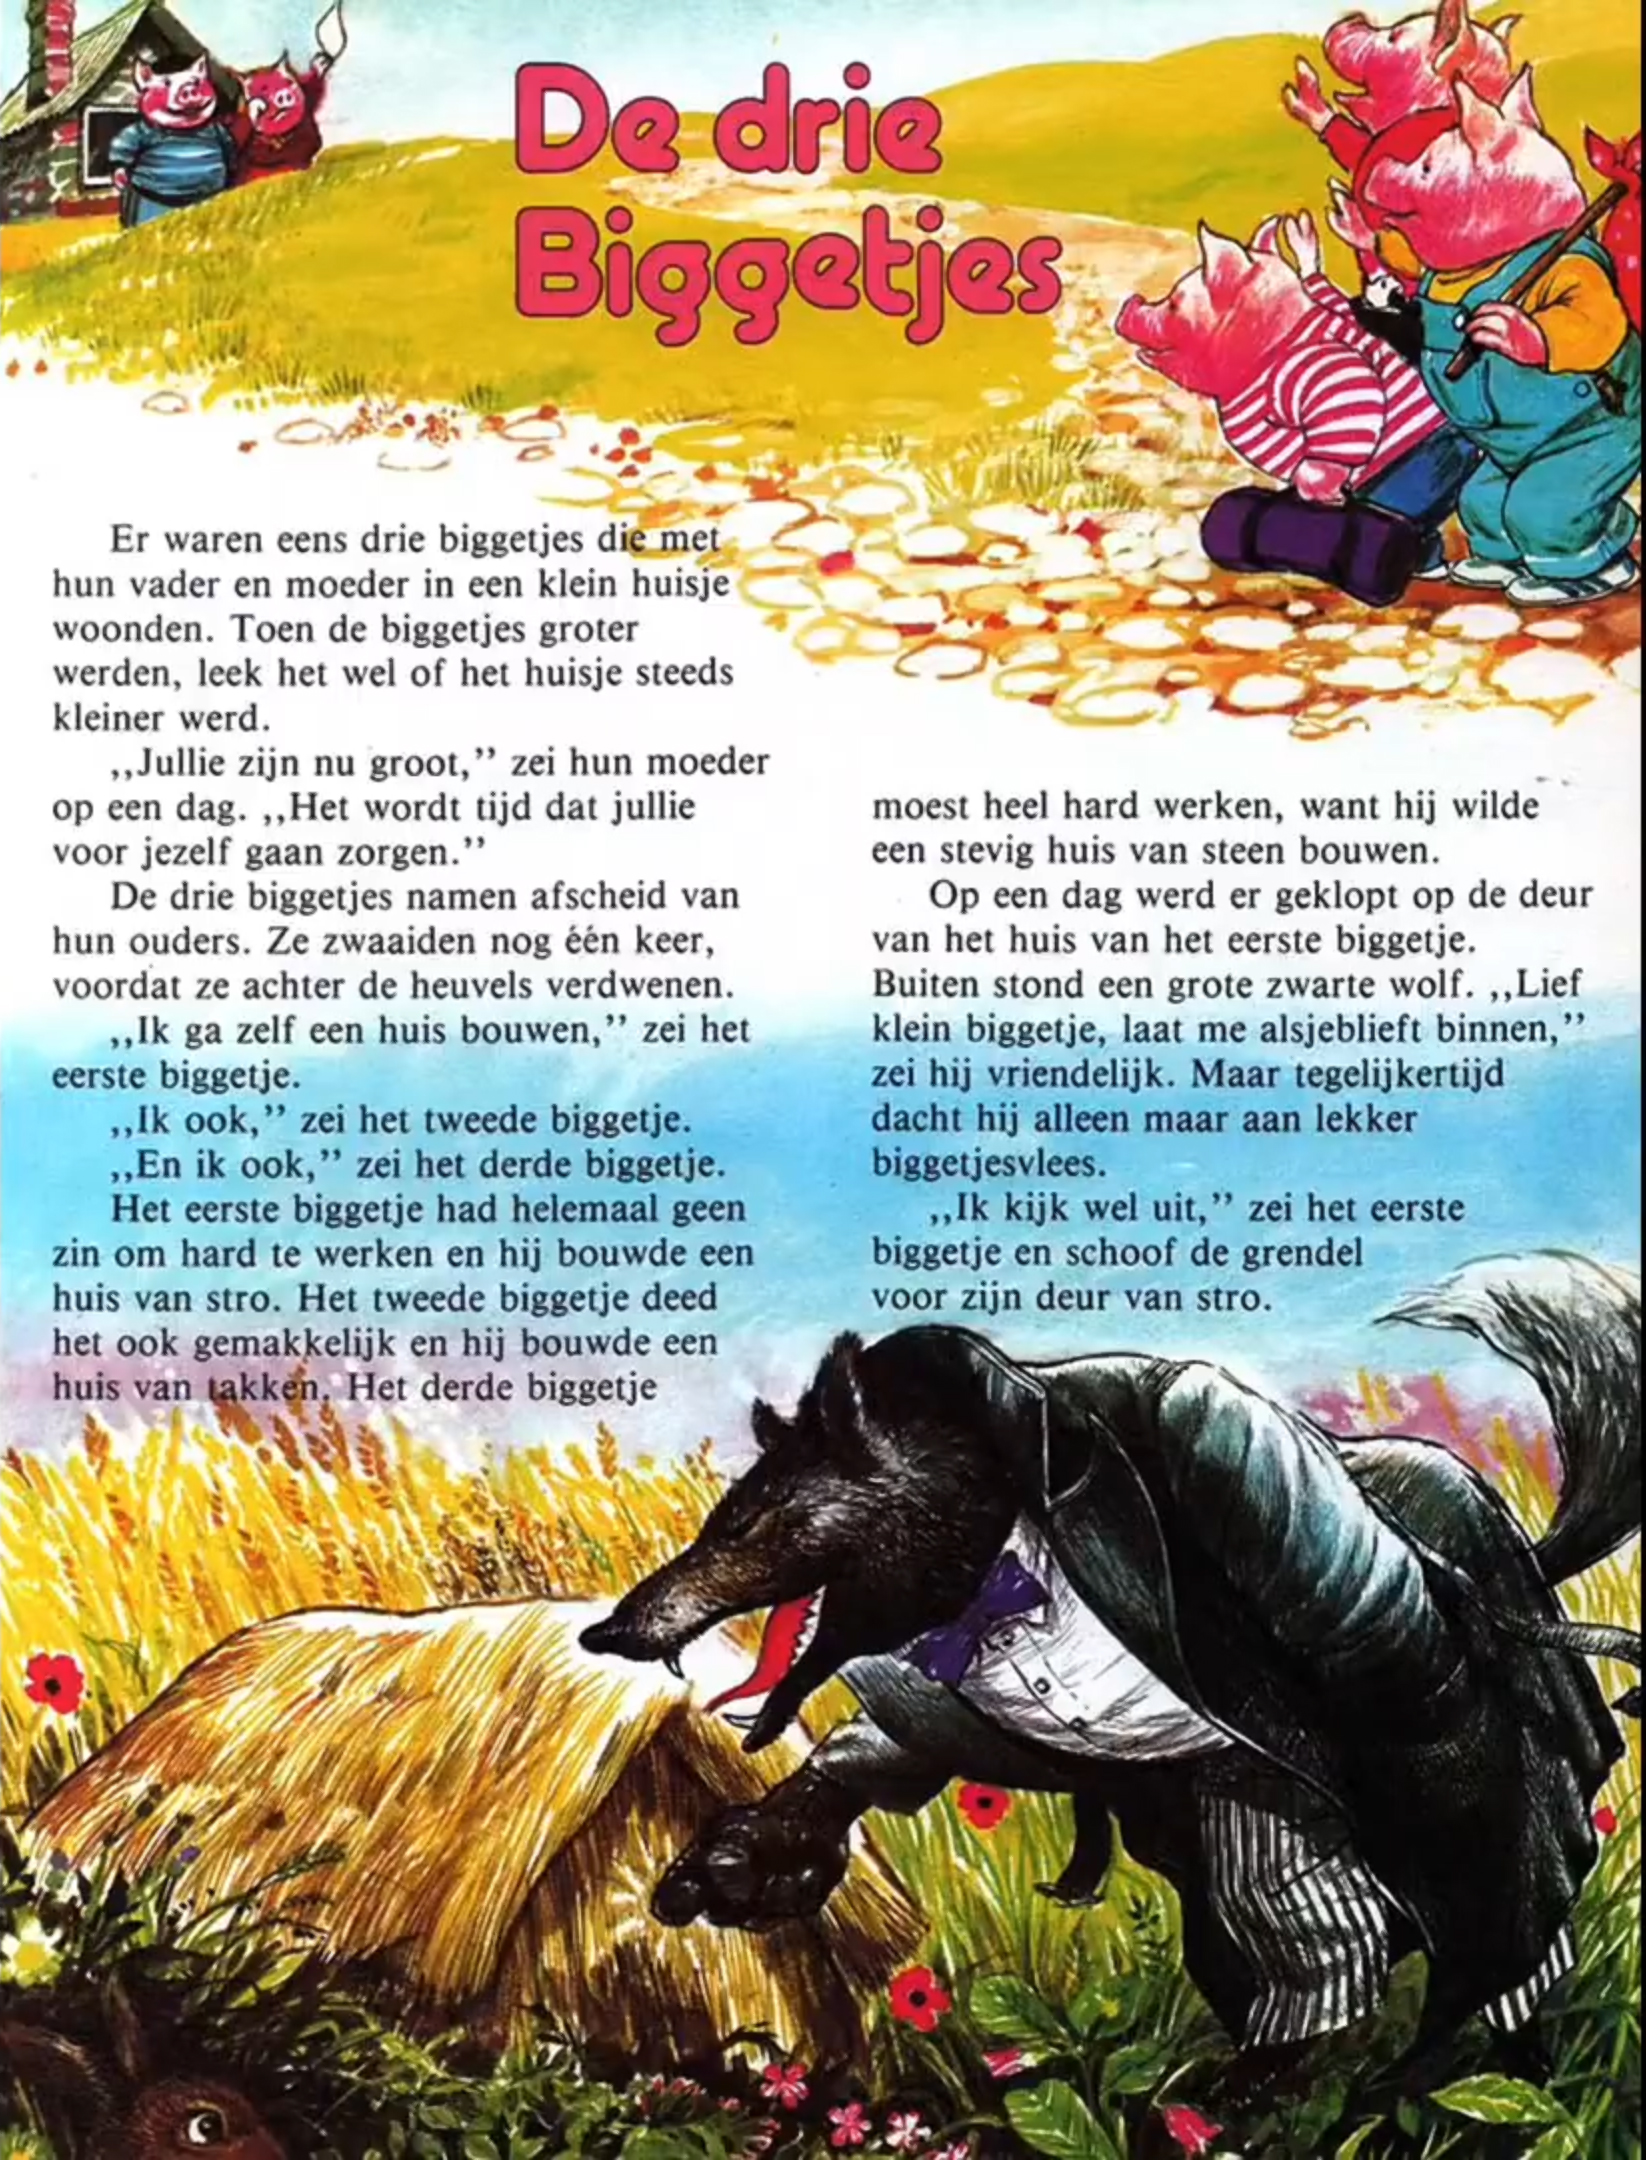 De drie
Biggetjes
Er waren eens drie biggetjes die met
hun vader en moeder in een klein huisje
woonden. Toen de biggetjes groter
werden, leek het wel of het huisje steeds
kleiner werd.
,,Jullie zijn nu groot,” zei hun moeder
op een dag. ,,Het wordt tijd dat jullie
voor jezelf gaan zorgen.”
De drie biggetjes namen afscheid van
hun ouders. Ze zwaaiden nog één keer,
voordat ze achter de heuvels verdwenen.
,,Ik ga zelf een huis bouwen,” zei het
eerste biggetje.
,,Ik ook,” zei het tweede biggetje.
,,En ik ook,” zei het derde biggetje.
Het eerste biggetje had helemaal geen
zin om hard te werken en hij bouwde een
huis van stro. Het tweede biggetje deed
het ook gemakkelijk en hij bouwde een
huis van takken. Het derde biggetje
moest heel hard werken, want hij wilde
een stevig huis van steen bouwen.
Op een dag werd er geklopt op de deur
van het huis van het eerste biggetje.
Buiten stond een grote zwarte wolf. ,,Lief
klein biggetje, laat me alsjeblieft binnen,”
zei hij vriendelijk. Maar tegelijkertijd
dacht hij alleen maar aan lekker
biggetjesvlees.
,,Ik kijk wel uit,” zei het eerste
biggetje en schoof de grendel
voor zijn deur van stro.